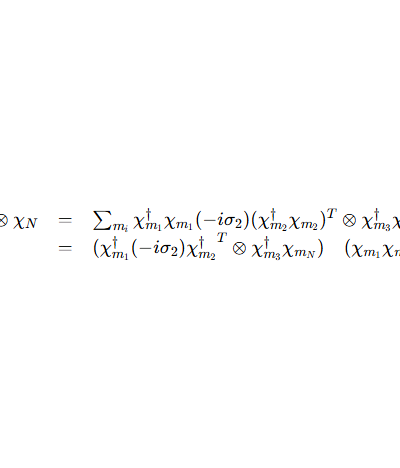 ⊗ χ_N = ∑_{m_i} χ^†_{m_1} χ_{m_1} (−iσ_2)(χ^†_{m_2} χ_{m_2})^T ⊗ χ^†_{m_3} χ
= (χ^†_{m_1} (−iσ_2) χ^†_{m_2}{}^T ⊗ χ^†_{m_3} χ_{m_N}) (χ_{m_1} χ